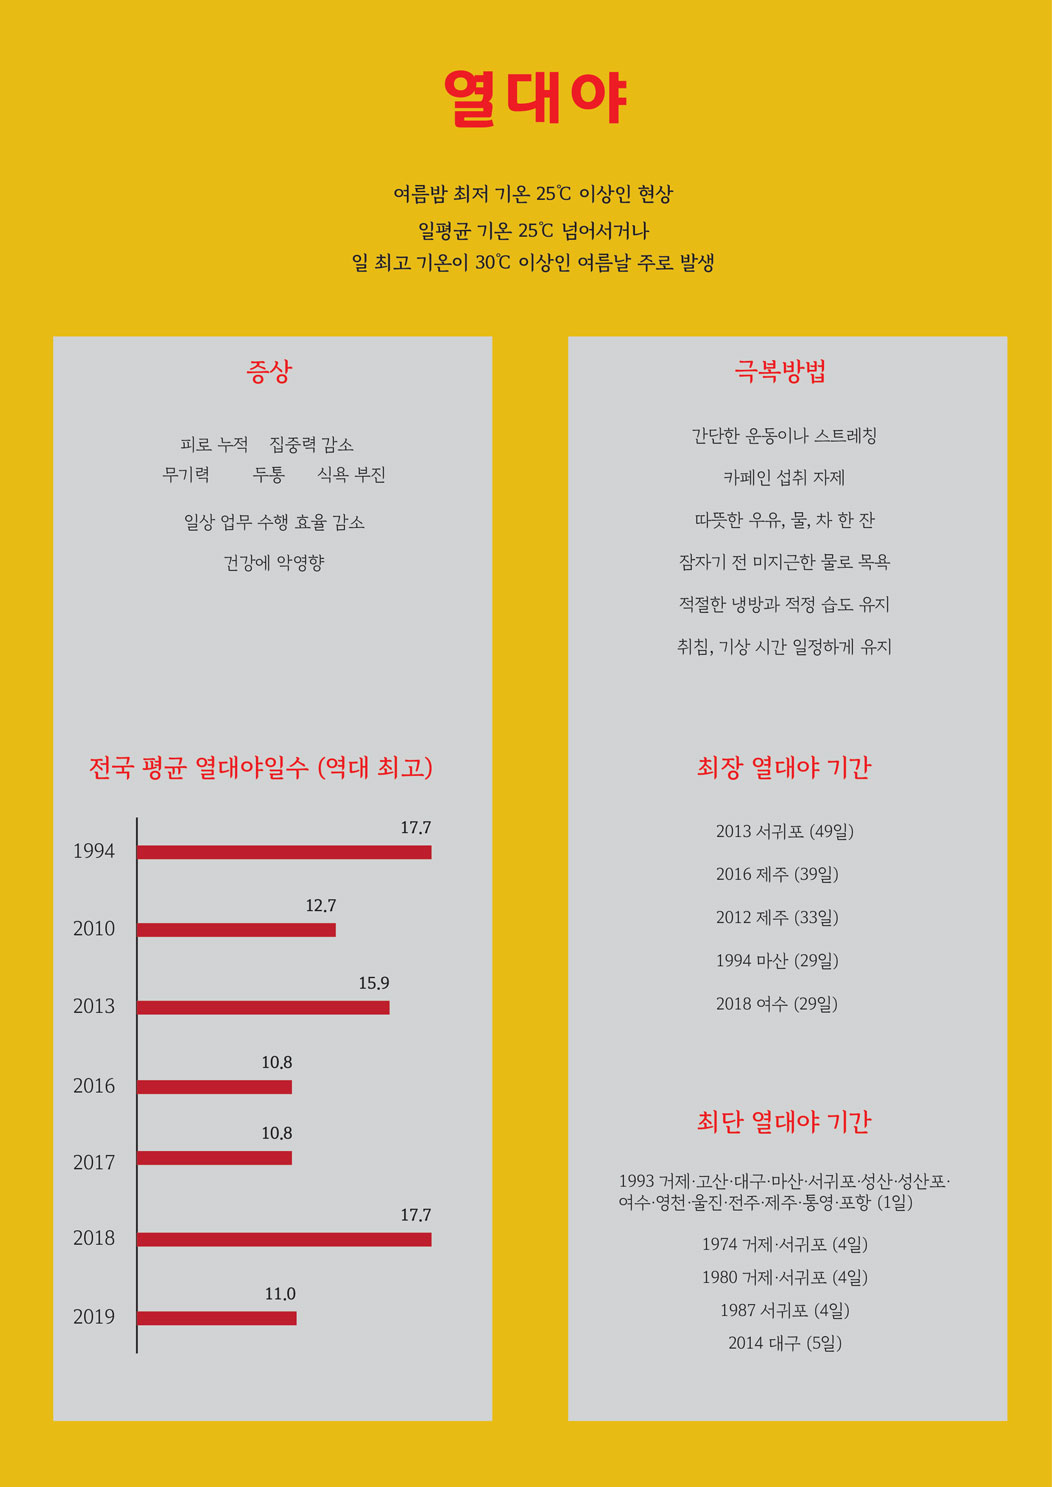 열대야
여름밤 최저 기온 25℃ 이상인 현상
일평균 기온 25℃ 넘어서거나
일 최고 기온이 30℃ 이상인 여름날 주로 발생
증상
피로 누적 집중력 감소
무기력 두통 식욕 부진
일상 업무 수행 효율 감소
건강에 악영향
극복방법
간단한 운동이나 스트레칭
카페인 섭취 자제
따뜻한 우유, 물, 차 한 잔
잠자기 전 미지근한 물로 목욕
적절한 냉방과 적정 습도 유지
취침, 기상 시간 일정하게 유지
전국 평균 열대야일수 (역대 최고)
17.7
1994
12.7
2010
15.9
2013
10.8
2016
10.8
2017
17.7
2018
11.0
2019
최장 열대야 기간
2013 서귀포 (49일)
2016 제주 (39일)
2012 제주 (33일)
1994 마산 (29일)
2018 여수 (29일)
최단 열대야 기간
1993 거제·고산·대구·마산·서귀포·성산·성산포·
여수·영천·울진·전주·제주·통영·포항 (1일)
1974 거제·서귀포 (4일)
1980 거제·서귀포 (4일)
1987 서귀포 (4일)
2014 대구 (5일)